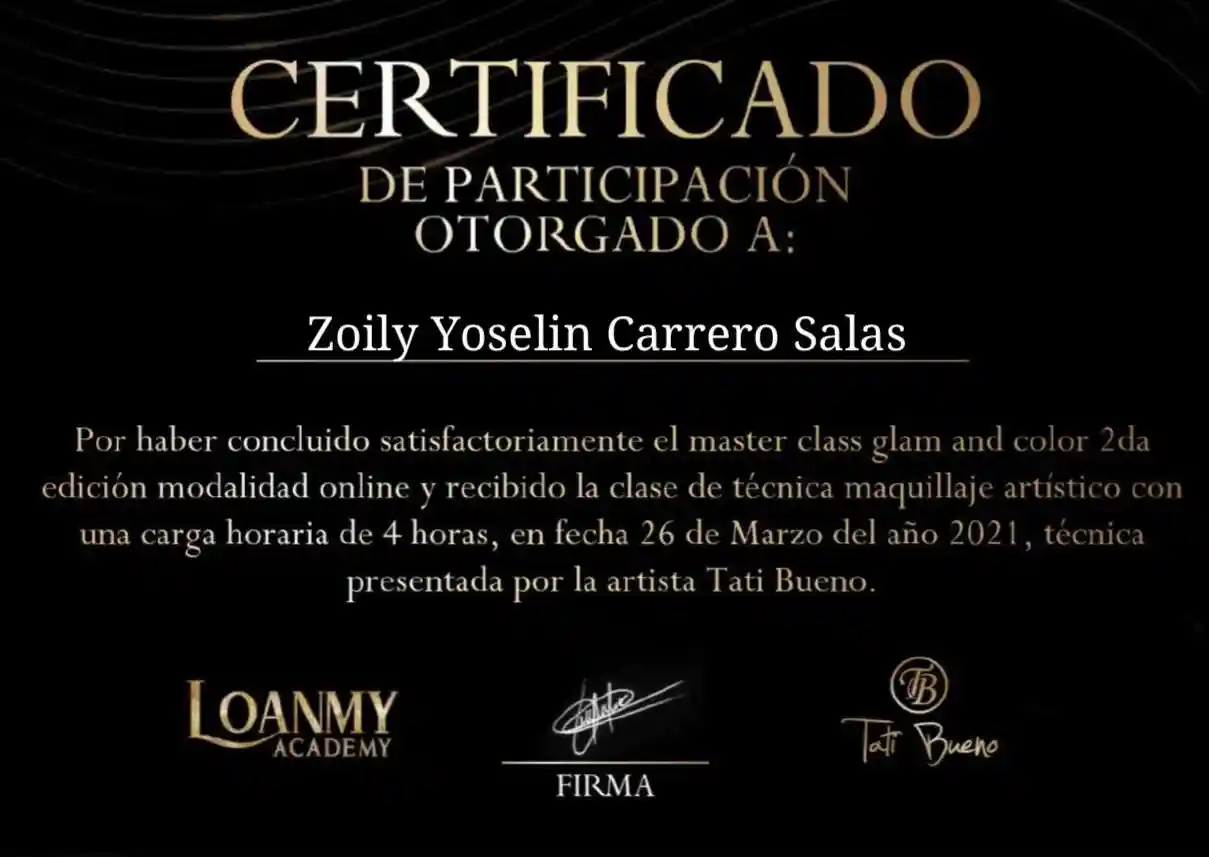 CERTIFICADO
DE PARTICIPACIÓN
OTORGADO A:
Zoily Yoselin Carrero Salas
Por haber concluido satisfactoriamente el master class glam and color 2da
edición modalidad online y recibido la clase de técnica maquillaje artístico con
una carga horaria de 4 horas, en fecha 26 de Marzo del año 2021, técnica
presentada por la artista Tati Bueno.
LOANMY
ACADEMY
FIRMA
TB
Tati Bueno